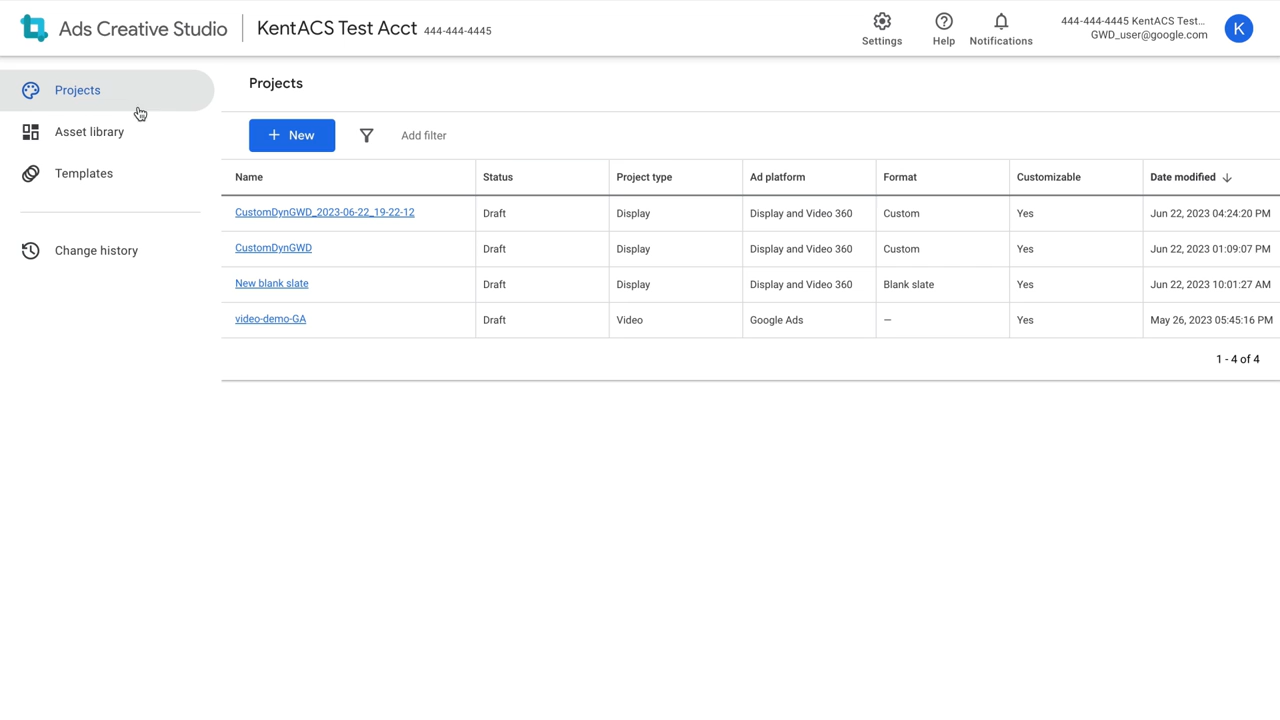 Ads Creative Studio
KentACS Test Acct 444-444-4445
Settings
Help
Notifications
444-444-4445 KentACS Test...
GWD_user@google.com
K
Projects
Asset library
Templates
Change history
Projects
+ New
Add filter
Name Status Project type Ad platform Format Customizable Date modified
CustomDynGWD_2023-06-22_19-22-12 Draft Display Display and Video 360 Custom Yes Jun 22, 2023 04:24:20 PM
CustomDynGWD Draft Display Display and Video 360 Custom Yes Jun 22, 2023 01:09:07 PM
New blank slate Draft Display Display and Video 360 Blank slate Yes Jun 22, 2023 10:01:27 AM
video-demo-GA Draft Video Google Ads — Yes May 26, 2023 05:45:16 PM
1 - 4 of 4